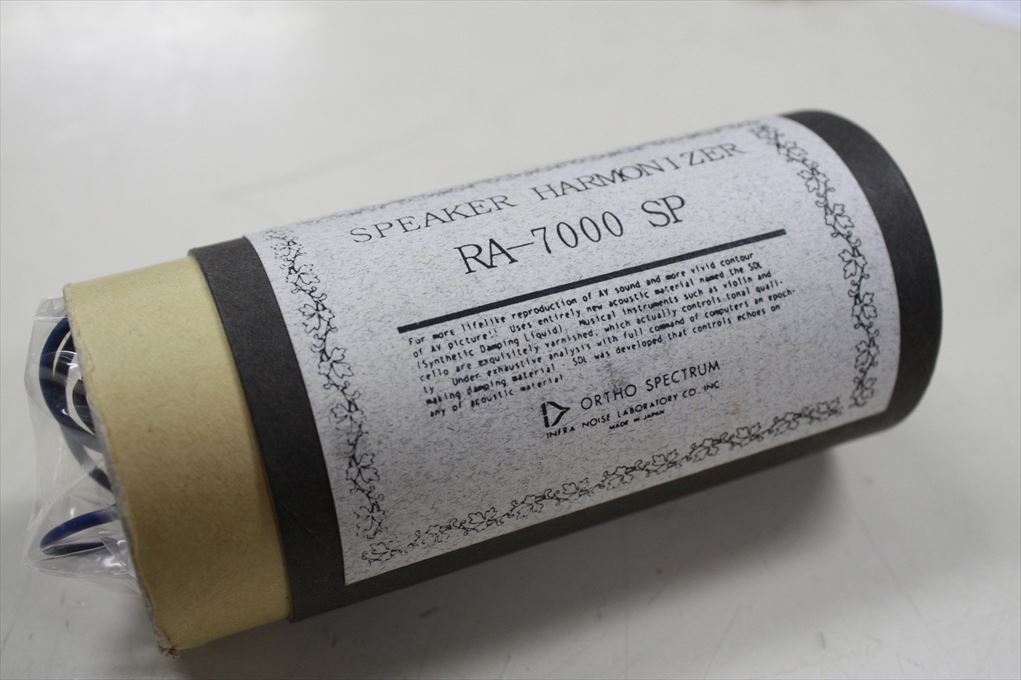 SPEAKER HARMONIZER
RA-7000 SP
For more lifelike reproduction of AV sound and more vivid contour
of AV picture!! Uses entirely new acoustic material named the SDL
(Synthetic Damping Liquid). Musical instruments such as violin and
cello are exquisitely varnished, which actually controls tonal quali-
ty. Under exhaustive analysis with full command of computers an epoch-
making damping material SDL was developed that controls echoes on
any of acoustic material
ORTHO SPECTRUM
INFRA NOISE LABORATORY CO., INC
MADE IN JAPAN